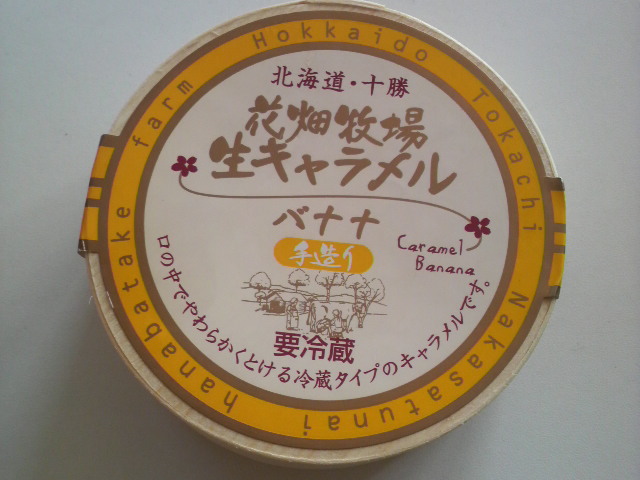 hanabatake farm Hokkaido Tokachi Nakasatunai
北海道・十勝
花畑牧場
生キャラメル
バナナ
手造り
Caramel
Banana
要冷蔵
口の中でやわらかくとける冷蔵タイプのキャラメルです。